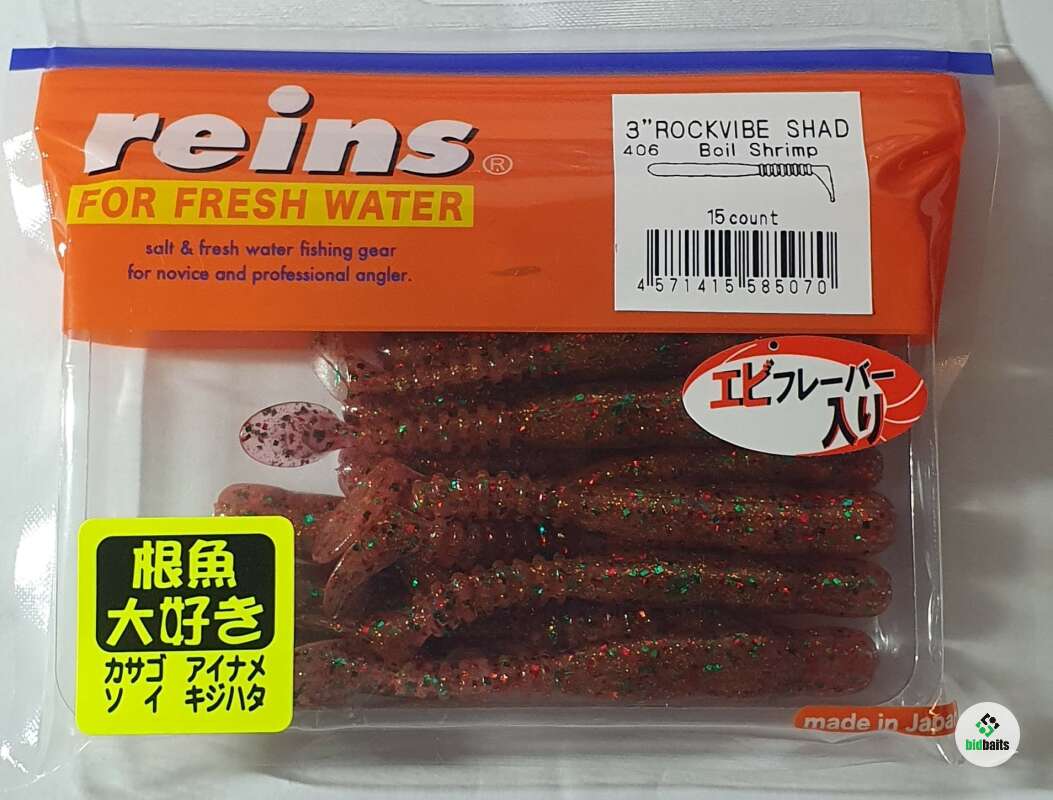 reins®
FOR FRESH WATER
salt & fresh water fishing gear
for novice and professional angler.
3”ROCKVIBE SHAD
406 Boil Shrimp
15count
4 571415 585070
エビフレーバー
入り
根魚
大好き
カサゴ アイナメ
ソイ キジハタ
made in Japa
bidbaits